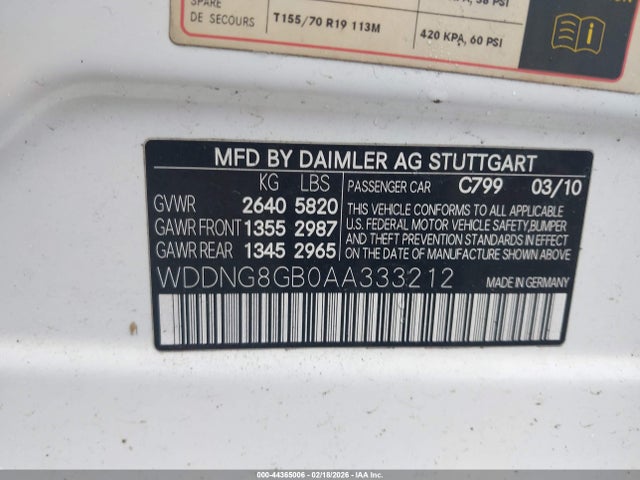 SPARE
DE SECOURS T155/70 R19 113M 420 KPA, 60 PSI
MFD BY DAIMLER AG STUTTGART
KG LBS PASSENGER CAR C799 03/10
GVWR 2640 5820
GAWR FRONT 1355 2987
GAWR REAR 1345 2965
THIS VEHICLE CONFORMS TO ALL APPLICABLE
U.S. FEDERAL MOTOR VEHICLE SAFETY,BUMPER
AND THEFT PREVENTION STANDARDS IN EFFECT
ON THE DATE OF MANUFACTURE SHOWN ABOVE
WDDNG8GB0AA333212 MADE IN GERMANY
000-44365006 - 02/18/2026 - IAAI Inc.